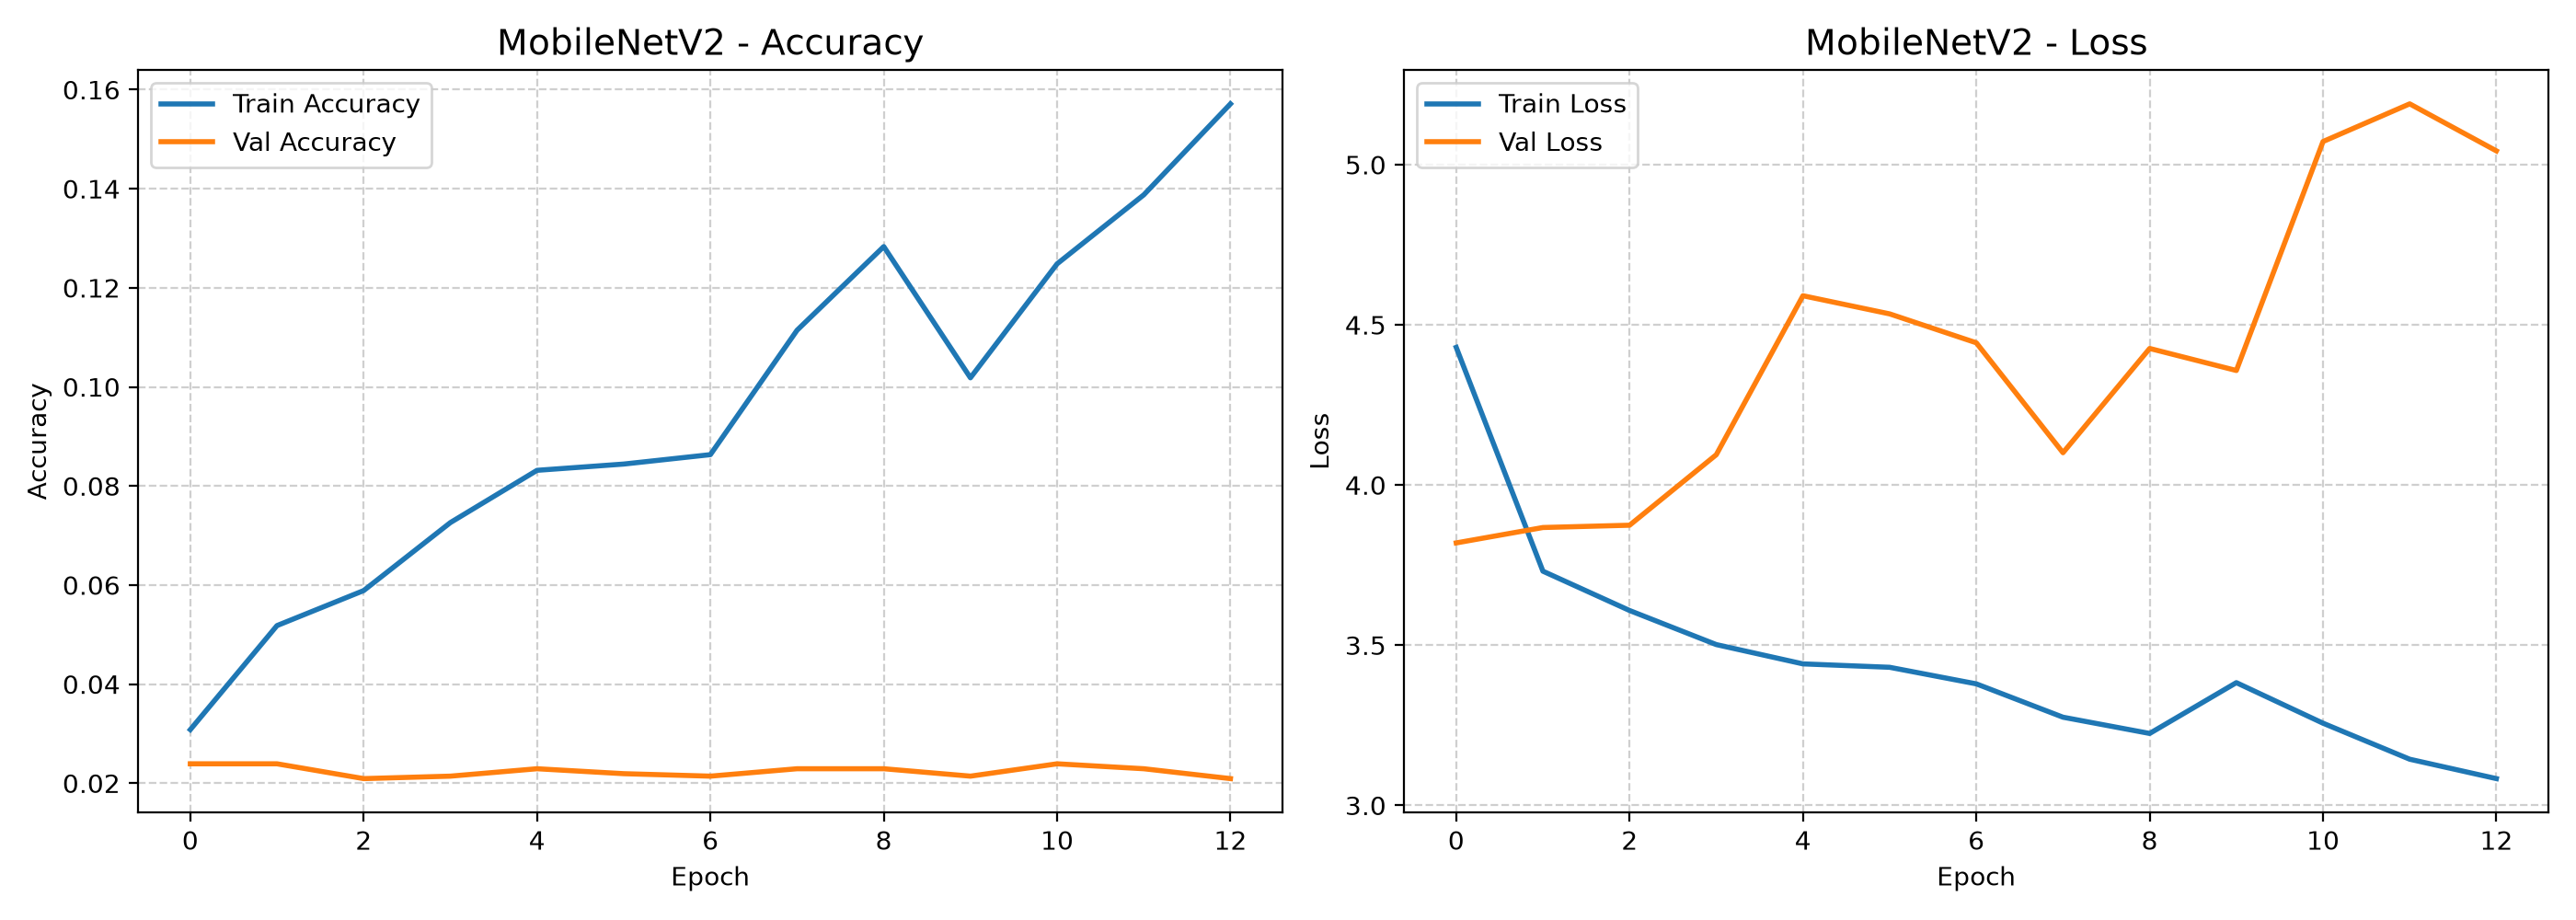 MobileNetV2 - Accuracy
Train Accuracy
Val Accuracy
0.16
0.14
0.12
0.10
0.08
0.06
0.04
0.02
Accuracy
0 2 4 6 8 10 12
Epoch
MobileNetV2 - Loss
Train Loss
Val Loss
5.0
4.5
4.0
3.5
3.0
Loss
0 2 4 6 8 10 12
Epoch